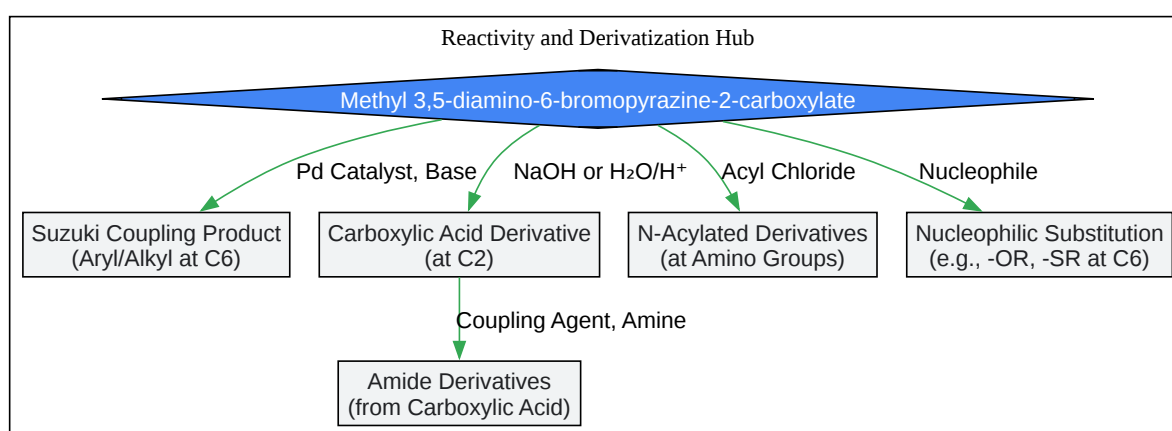 Reactivity and Derivatization Hub
Methyl 3,5-diamino-6-bromopyrazine-2-carboxylate
Pd Catalyst, Base
NaOH or H₂O/H⁺
Acyl Chloride
Nucleophile
Suzuki Coupling Product
(Aryl/Alkyl at C6)
Carboxylic Acid Derivative
(at C2)
N-Acylated Derivatives
(at Amino Groups)
Nucleophilic Substitution
(e.g., -OR, -SR at C6)
Coupling Agent, Amine
Amide Derivatives
(from Carboxylic Acid)